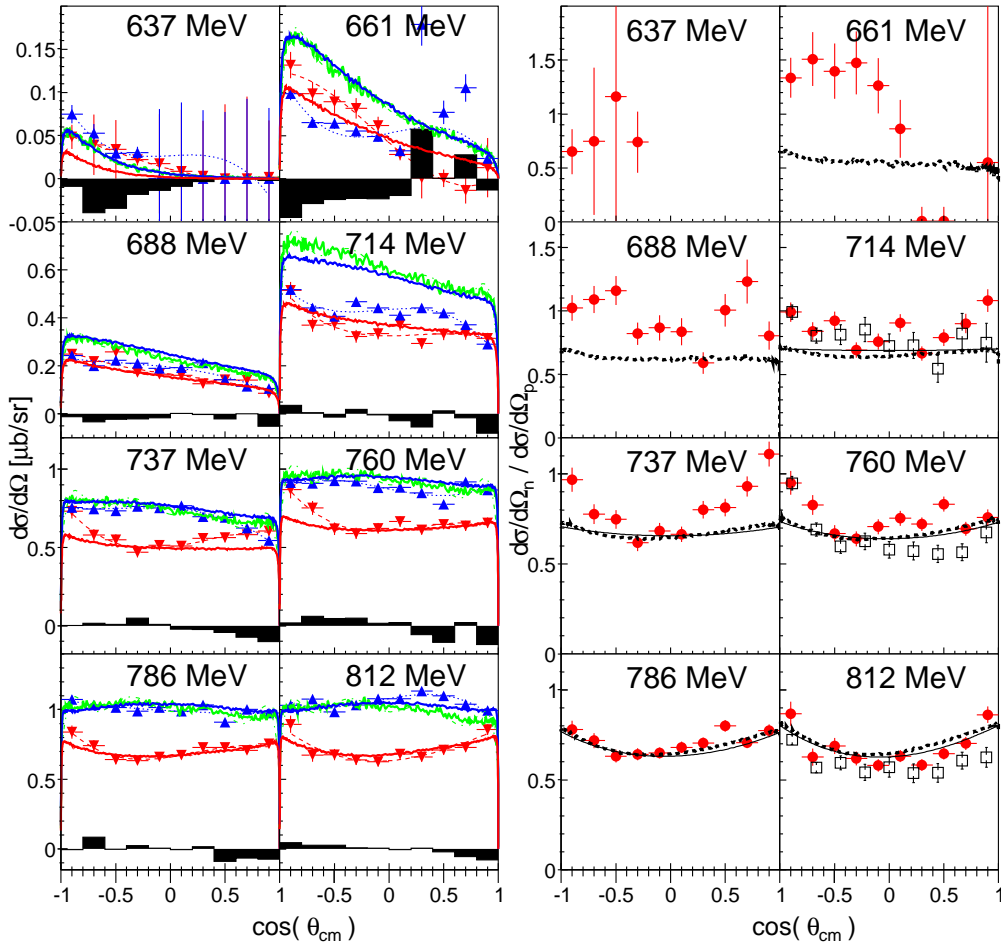 637 MeV 661 MeV 637 MeV 661 MeV
0.15
0.1
0.05
0
-0.05
1.5
1
0.5
0
688 MeV 714 MeV 688 MeV 714 MeV
0.6
0.4
0.2
0
1.5
1
0.5
0
737 MeV 760 MeV 737 MeV 760 MeV
1
0.5
0
1
0.5
0
786 MeV 812 MeV 786 MeV 812 MeV
1
0.5
0
1
0.5
0
dσ/dΩ [μb/sr]
dσ/dΩn / dσ/dΩp
-1 -0.5 0 0.5 1 -0.5 0 0.5 1
-1 -0.5 0 0.5 1 -0.5 0 0.5 1
cos( θcm) cos( θcm)
cos( θcm) cos( θcm)